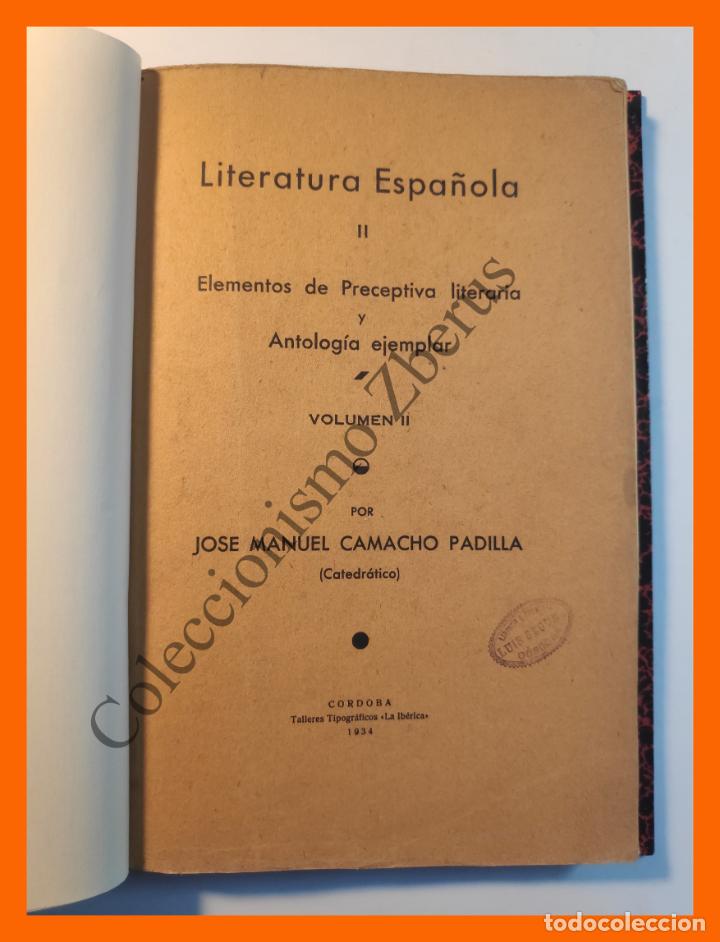 Literatura Española
II
Elementos de Preceptiva literaria
y
Antología ejemplar
VOLUMEN II
POR
JOSE MANUEL CAMACHO PADILLA
(Catedrático)
LUIS
CORDOBA
Talleres Tipográficos «La Ibérica»
1934
Coleccionismo Zberus
todocoleccion